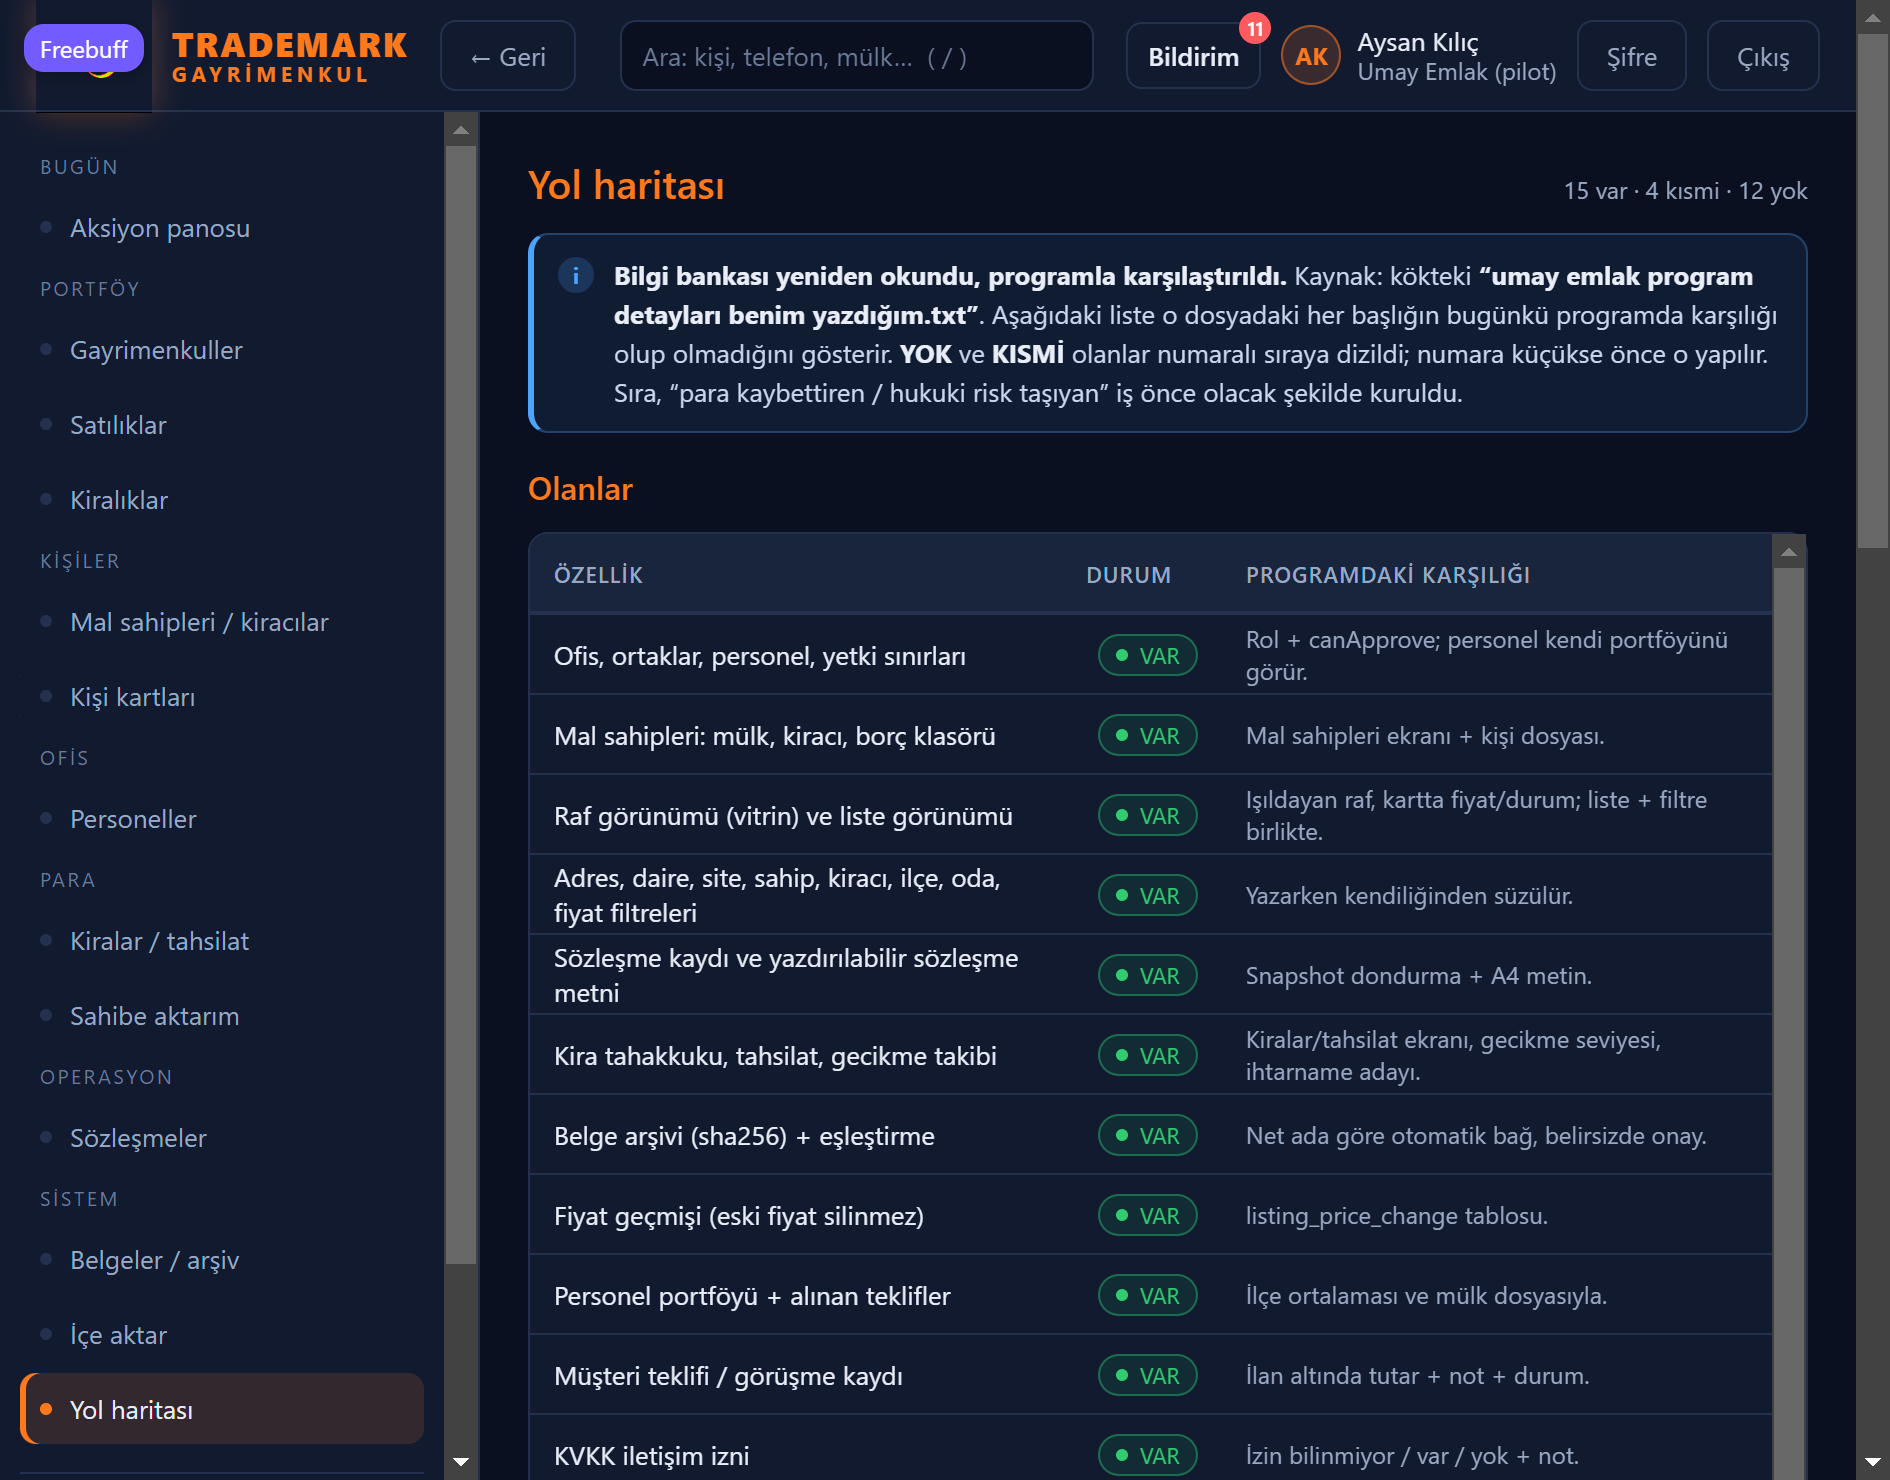 Freebuff
TRADEMARK
GAYRİMENKUL
← Geri
Ara: kişi, telefon, mülk... ( / )
Bildirim
11
AK
Aysan Kılıç
Umay Emlak (pilot)
Şifre
Çıkış
BUGÜN
Aksiyon panosu
PORTFÖY
Gayrimenkuller
Satılıklar
Kiralıklar
KİŞİLER
Mal sahipleri / kiracılar
Kişi kartları
OFİS
Personeller
PARA
Kiralar / tahsilat
Sahibe aktarım
OPERASYON
Sözleşmeler
SİSTEM
Belgeler / arşiv
İçe aktar
Yol haritası
Yol haritası
15 var · 4 kısmi · 12 yok
i
Bilgi bankası yeniden okundu, programla karşılaştırıldı. Kaynak: kökteki “umay emlak program
detayları benim yazdığım.txt”. Aşağıdaki liste o dosyadaki her başlığın bugünkü programda karşılığı
olup olmadığını gösterir. YOK ve KISMİ olanlar numaralı sıraya dizildi; numara küçükse önce o yapılır.
Sıra, “para kaybettiren / hukuki risk taşıyan” iş önce olacak şekilde kuruldu.
Olanlar
ÖZELLİK DURUM PROGRAMDAKİ KARŞILIĞI
Ofis, ortaklar, personel, yetki sınırları
VAR
Rol + canApprove; personel kendi portföyünü
görür.
Mal sahipleri: mülk, kiracı, borç klasörü
VAR
Mal sahipleri ekranı + kişi dosyası.
Raf görünümü (vitrin) ve liste görünümü
VAR
Işıldayan raf, kartta fiyat/durum; liste + filtre
birlikte.
Adres, daire, site, sahip, kiracı, ilçe, oda,
fiyat filtreleri
VAR
Yazarken kendiliğinden süzülür.
Sözleşme kaydı ve yazdırılabilir sözleşme
metni
VAR
Snapshot dondurma + A4 metin.
Kira tahakkuku, tahsilat, gecikme takibi
VAR
Kiralar/tahsilat ekranı, gecikme seviyesi,
ihtarname adayı.
Belge arşivi (sha256) + eşleştirme
VAR
Net ada göre otomatik bağ, belirsizde onay.
Fiyat geçmişi (eski fiyat silinmez)
VAR
listing_price_change tablosu.
Personel portföyü + alınan teklifler
VAR
İlçe ortalaması ve mülk dosyasıyla.
Müşteri teklifi / görüşme kaydı
VAR
İlan altında tutar + not + durum.
KVKK iletişim izni
VAR
İzin bilinmiyor / var / yok + not.